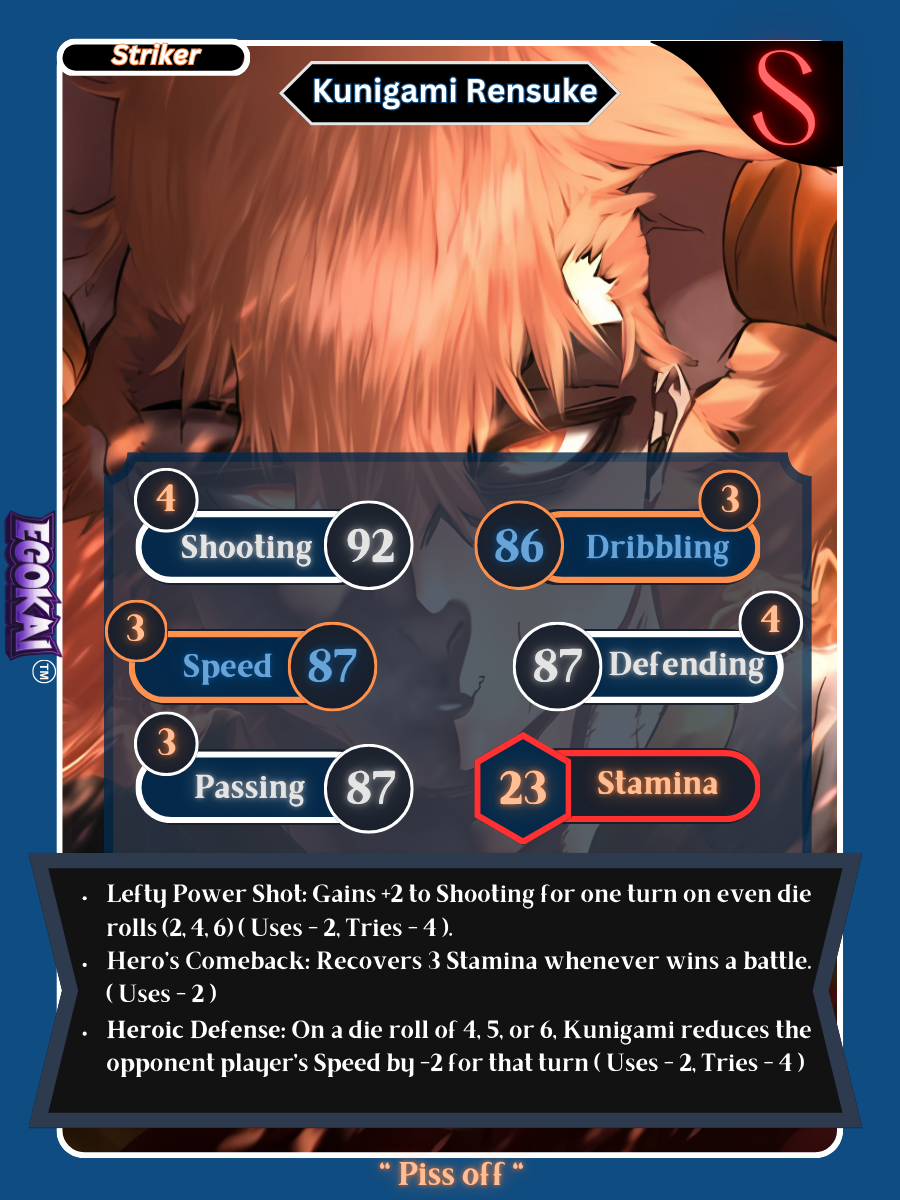 Striker
Kunigami Rensuke
S
4
Shooting 92
3
86 Dribbling
3
Speed 87
4
87 Defending
3
Passing 87
23 Stamina
EGOKAI
TM
• Lefty Power Shot: Gains +2 to Shooting for one turn on even die
rolls (2, 4, 6) ( Uses - 2, Tries - 4 ).
• Hero's Comeback: Recovers 3 Stamina whenever wins a battle.
( Uses - 2 )
• Heroic Defense: On a die roll of 4, 5, or 6, Kunigami reduces the
opponent player's Speed by -2 for that turn ( Uses - 2, Tries - 4 )
“ Piss off “